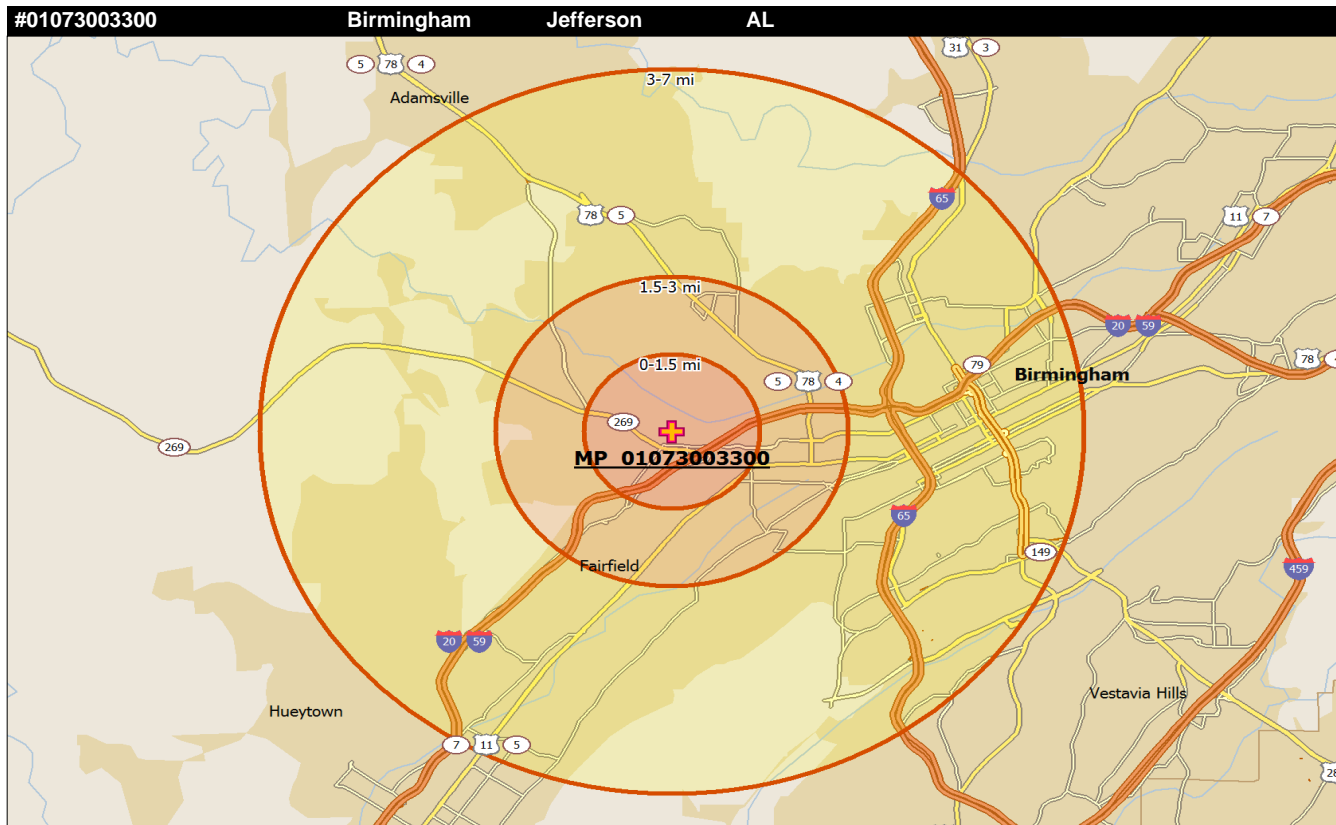 #01073003300 Birmingham Jefferson AL
31 3
5 78 4
3-7 mi
Adamsville
65
78 5
11 7
1.5-3 mi
20 59
0-1.5 mi
78 4
79
Birmingham
5 78 4
269
269
MP 01073003300
65
149
Fairfield
459
20 59
Vestavia Hills
Hueytown
7 11 5
28